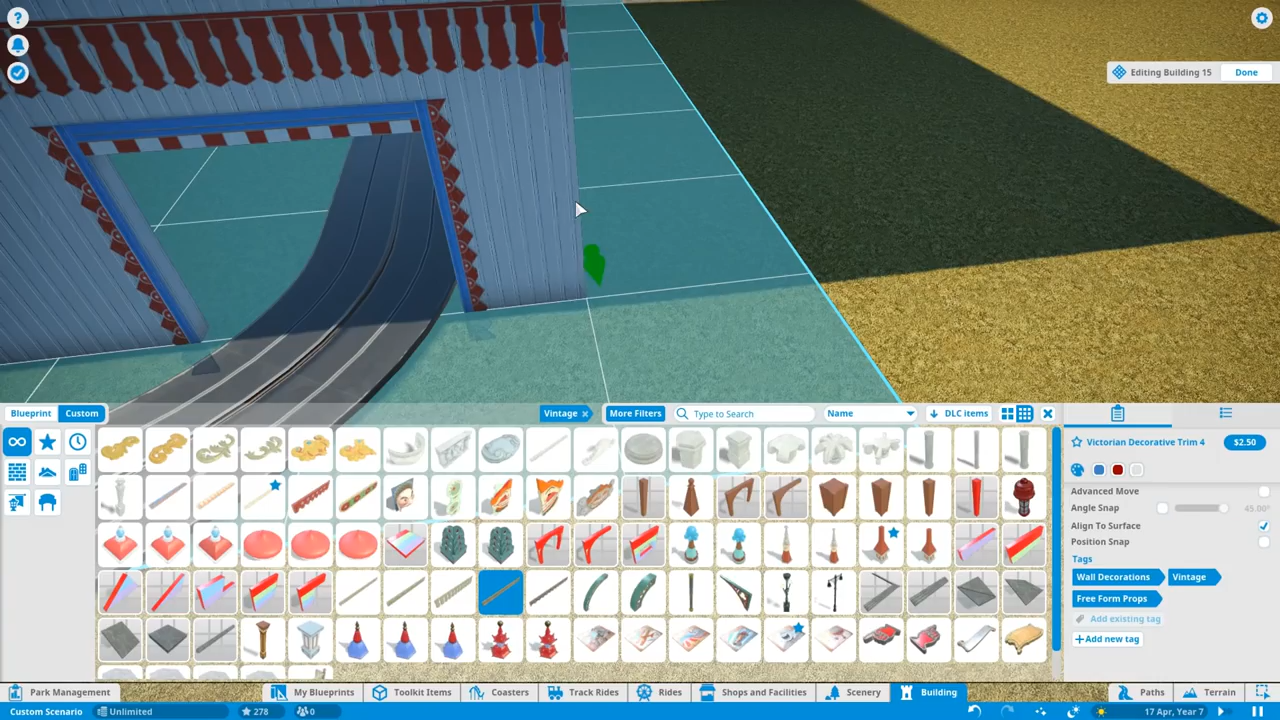 ?
Editing Building 15 Done
Blueprint Custom Vintage × More Filters Type to Search Name DLC items
Victorian Decorative Trim 4 $2.50
Advanced Move
Angle Snap 45.00°
Align To Surface
Position Snap
Tags
Wall Decorations Vintage
Free Form Props
Add existing tag
+Add new tag
Park Management My Blueprints Toolkit Items Coasters Track Rides Rides Shops and Facilities Scenery Building Paths Terrain
Custom Scenario Unlimited 278 0 17 Apr, Year 7